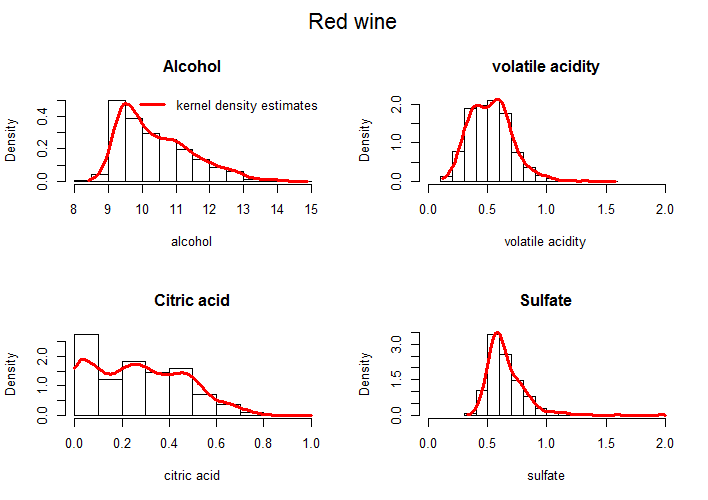 Red wine
Alcohol
Density
0.0 0.2 0.4
kernel density estimates
8 9 10 11 12 13 14 15
alcohol
volatile acidity
Density
0.0 1.0 2.0
0.0 0.5 1.0 1.5 2.0
volatile acidity
Citric acid
Density
0.0 1.0 2.0
0.0 0.2 0.4 0.6 0.8 1.0
citric acid
Sulfate
Density
0.0 1.5 3.0
0.0 0.5 1.0 1.5 2.0
sulfate